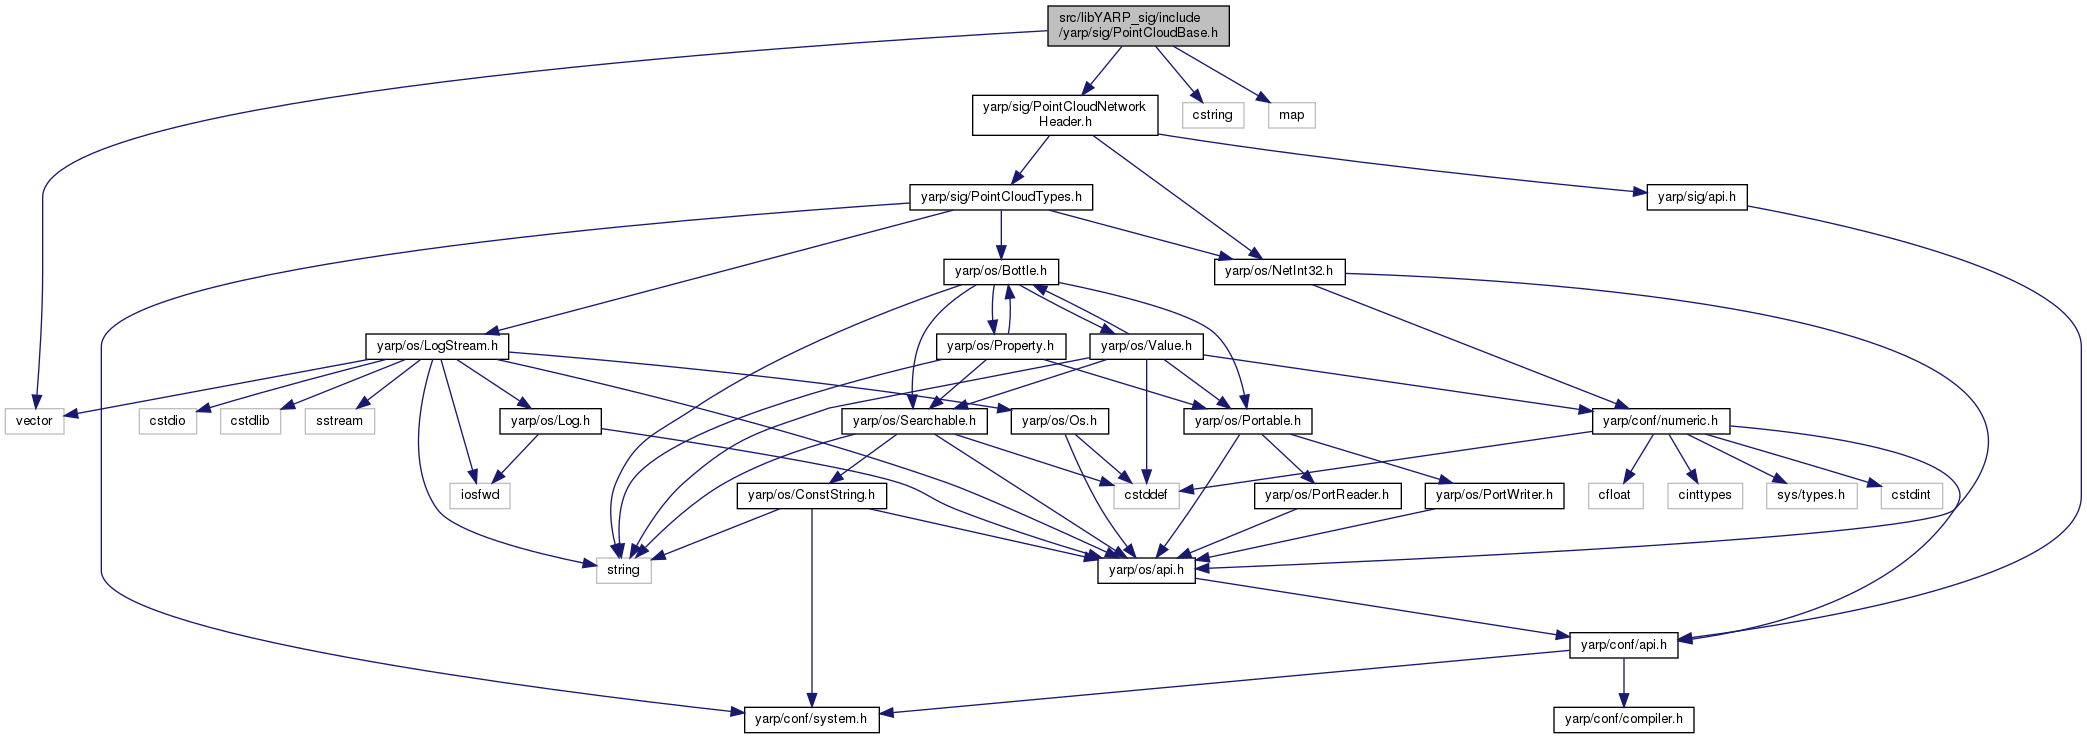 src/libYARP_sig/include
/yarp/sig/PointCloudBase.h
yarp/sig/PointCloudNetwork
Header.h
cstring
map
yarp/sig/PointCloudTypes.h
yarp/sig/api.h
yarp/os/Bottle.h
yarp/os/NetInt32.h
yarp/os/LogStream.h
yarp/os/Property.h
yarp/os/Value.h
vector
cstdio
cstdlib
sstream
yarp/os/Log.h
yarp/os/Searchable.h
yarp/os/Os.h
yarp/os/Portable.h
yarp/conf/numeric.h
iosfwd
yarp/os/ConstString.h
cstddef
yarp/os/PortReader.h
yarp/os/PortWriter.h
cfloat
cinttypes
sys/types.h
cstdint
string
yarp/os/api.h
yarp/conf/api.h
yarp/conf/system.h
yarp/conf/compiler.h